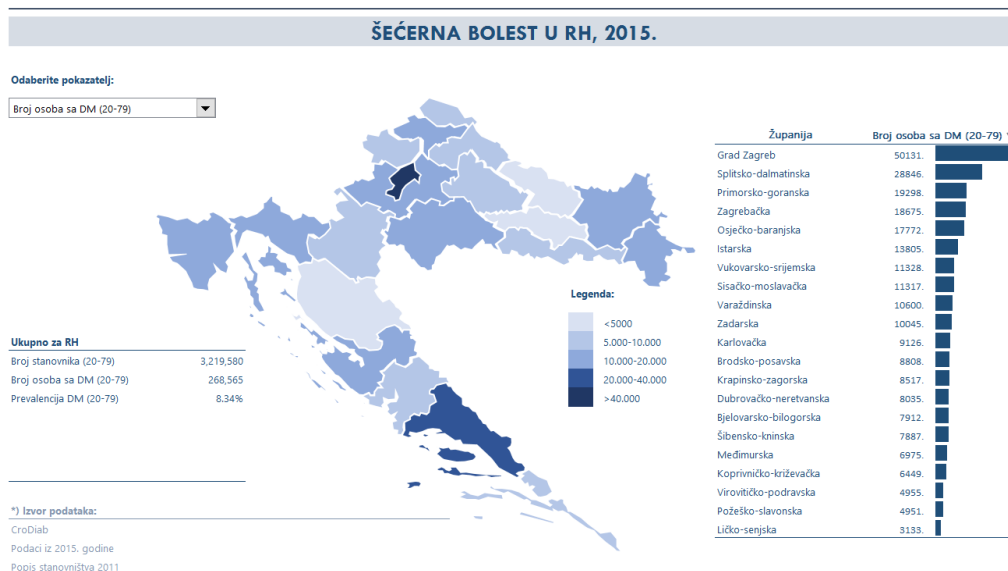 ŠEĆERNA BOLEST U RH, 2015.
Odaberite pokazatelj:
Broj osoba sa DM (20-79)
Županija Broj osoba sa DM (20-79)
Grad Zagreb 50131.
Splitsko-dalmatinska 28846.
Primorsko-goranska 19298.
Zagrebačka 18675.
Osječko-baranjska 17772.
Istarska 13805.
Vukovarsko-srijemska 11328.
Sisačko-moslavačka 11317.
Varaždinska 10600.
Zadarska 10045.
Karlovačka 9126.
Brodsko-posavska 8808.
Krapinsko-zagorska 8517.
Dubrovačko-neretvanska 8035.
Bjelovarsko-bilogorska 7912.
Šibensko-kninska 7887.
Međimurska 6975.
Koprivničko-križevačka 6449.
Virovitičko-podravska 4955.
Požeško-slavonska 4951.
Ličko-senjska 3133.
Legenda:
<5000
5.000-10.000
10.000-20.000
20.000-40.000
>40.000
Ukupno za RH
Broj stanovnika (20-79) 3,219,580
Broj osoba sa DM (20-79) 268,565
Prevalencija DM (20-79) 8.34%
*) Izvor podataka:
CroDiab
Podaci iz 2015. godine
Popis stanovništva 2011